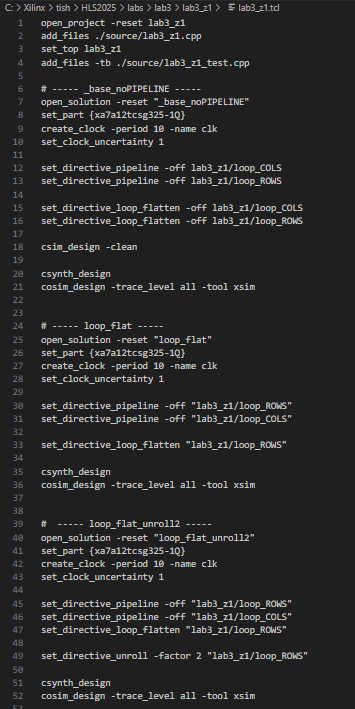 C: > Xilinx > tish > HLS2025 > labs > lab3 > lab3_z1 > lab3_z1.tcl
1 open_project -reset lab3_z1
2 add_files ./source/lab3_z1.cpp
3 set_top lab3_z1
4 add_files -tb ./source/lab3_z1_test.cpp
5
6 # ----- _base_noPIPELINE -----
7 open_solution -reset "_base_noPIPELINE"
8 set_part {xa7a12tcsg325-1Q}
9 create_clock -period 10 -name clk
10 set_clock_uncertainty 1
11
12 set_directive_pipeline -off lab3_z1/loop_COLS
13 set_directive_pipeline -off lab3_z1/loop_ROWS
14
15 set_directive_loop_flatten -off lab3_z1/loop_COLS
16 set_directive_loop_flatten -off lab3_z1/loop_ROWS
17
18 csim_design -clean
19
20 csynth_design
21 cosim_design -trace_level all -tool xsim
22
23
24 # ----- loop_flat -----
25 open_solution -reset "loop_flat"
26 set_part {xa7a12tcsg325-1Q}
27 create_clock -period 10 -name clk
28 set_clock_uncertainty 1
29
30 set_directive_pipeline -off "lab3_z1/loop_ROWS"
31 set_directive_pipeline -off "lab3_z1/loop_COLS"
32
33 set_directive_loop_flatten "lab3_z1/loop_ROWS"
34
35 csynth_design
36 cosim_design -trace_level all -tool xsim
37
38
39 #  ----- loop_flat_unroll2 -----
40 open_solution -reset "loop_flat_unroll2"
41 set_part {xa7a12tcsg325-1Q}
42 create_clock -period 10 -name clk
43 set_clock_uncertainty 1
44
45 set_directive_pipeline -off "lab3_z1/loop_ROWS"
46 set_directive_pipeline -off "lab3_z1/loop_COLS"
47 set_directive_loop_flatten "lab3_z1/loop_ROWS"
48
49 set_directive_unroll -factor 2 "lab3_z1/loop_ROWS"
50
51 csynth_design
52 cosim_design -trace_level all -tool xsim